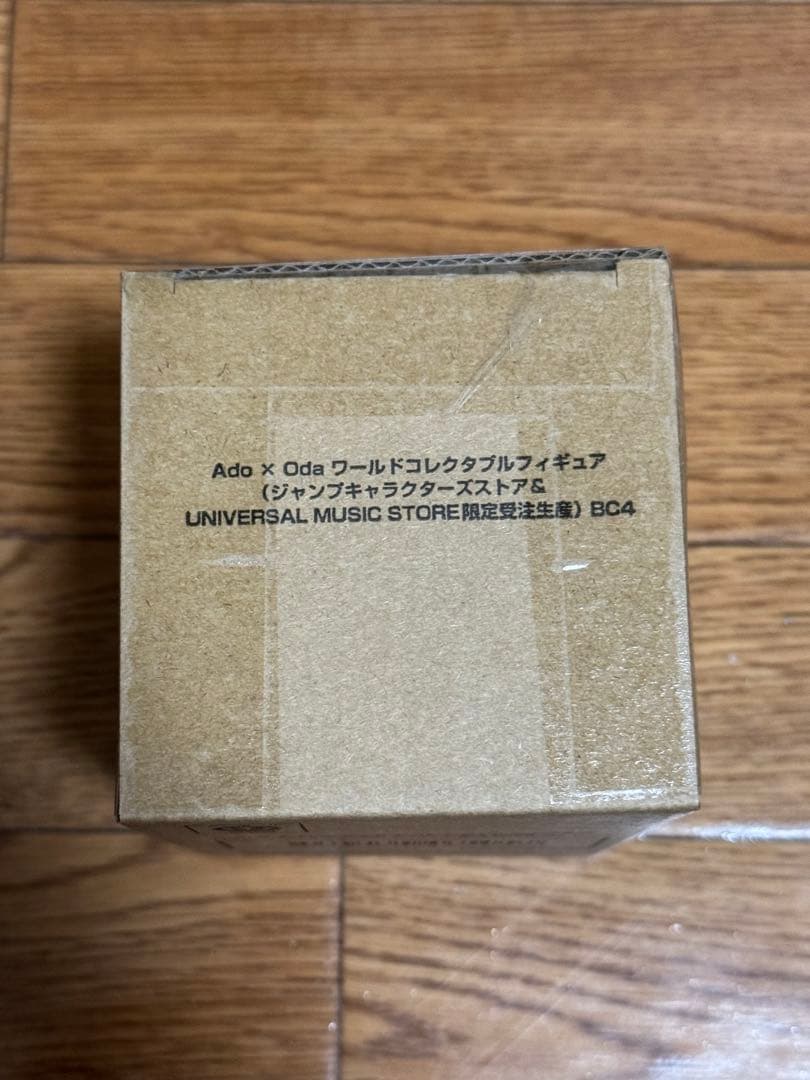 Ado × Oda ワールドコレクタブルフィギュア
（ジャンプキャラクターズストア&
UNIVERSAL MUSIC STORE限定受注生産）BC4